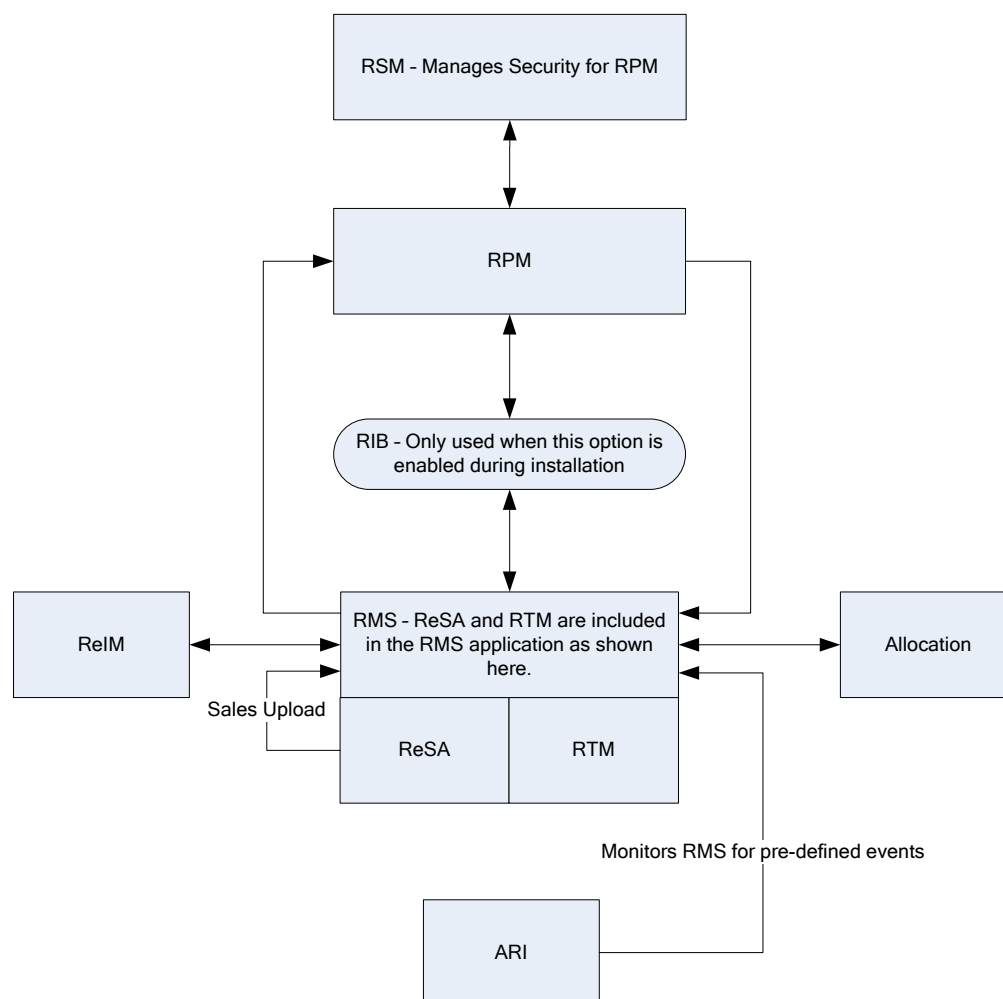 RSM - Manages Security for RPM
RPM
RIB - Only used when this option is
enabled during installation
RMS - ReSA and RTM are included
in the RMS application as shown
here.
ReIM
Allocation
Sales Upload
ReSA
RTM
Monitors RMS for pre-defined events
ARI